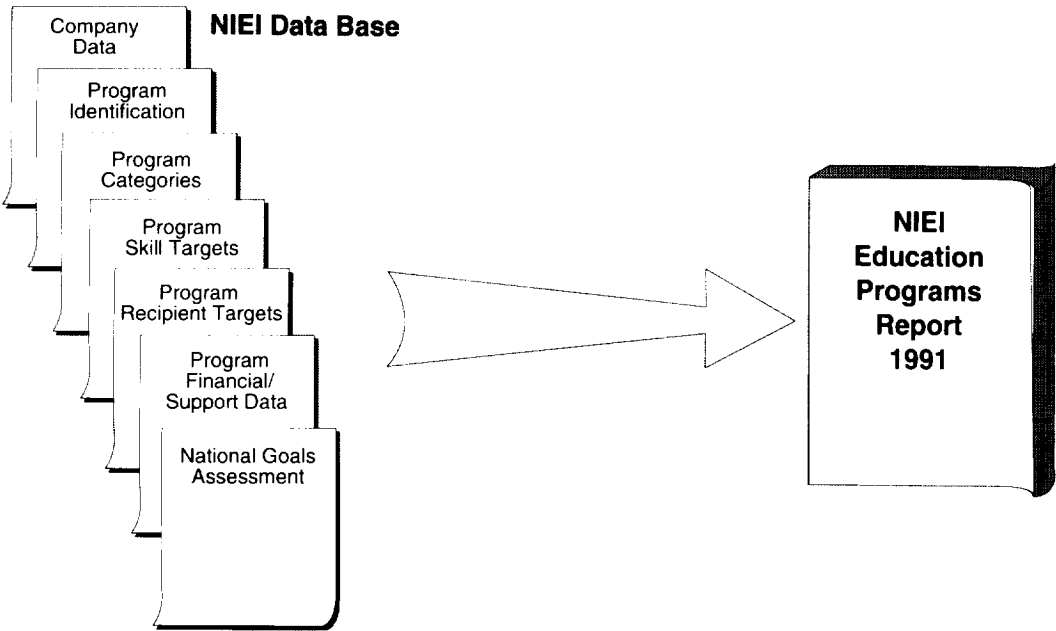 NIEI Data Base
Company
Data
Program
Identification
Program
Categories
Program
Skill Targets
Program
Recipient Targets
Program
Financial/
Support Data
National Goals
Assessment
NIEI
Education
Programs
Report
1991